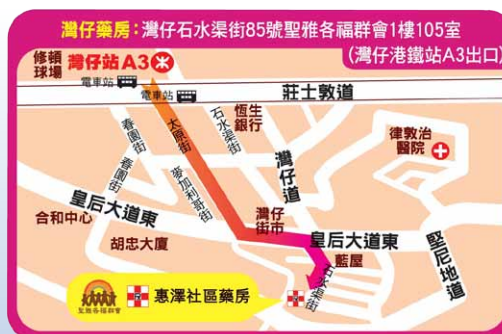 灣仔藥房：灣仔石水渠街85號聖雅各福群會1樓105室
(灣仔港鐵站A3出口)
修頓
球場
灣仔站 A3
電車站
電車站
莊士敦道
春園街
太原街
石水渠街
恆生
銀行
律敦治
醫院
灣仔道
春園街
麥加利哥街
皇后大道東
合和中心
灣仔
街市
胡忠大廈
皇后大道東
藍屋
堅尼地道
石水渠街
惠澤社區藥房
聖雅各福群會